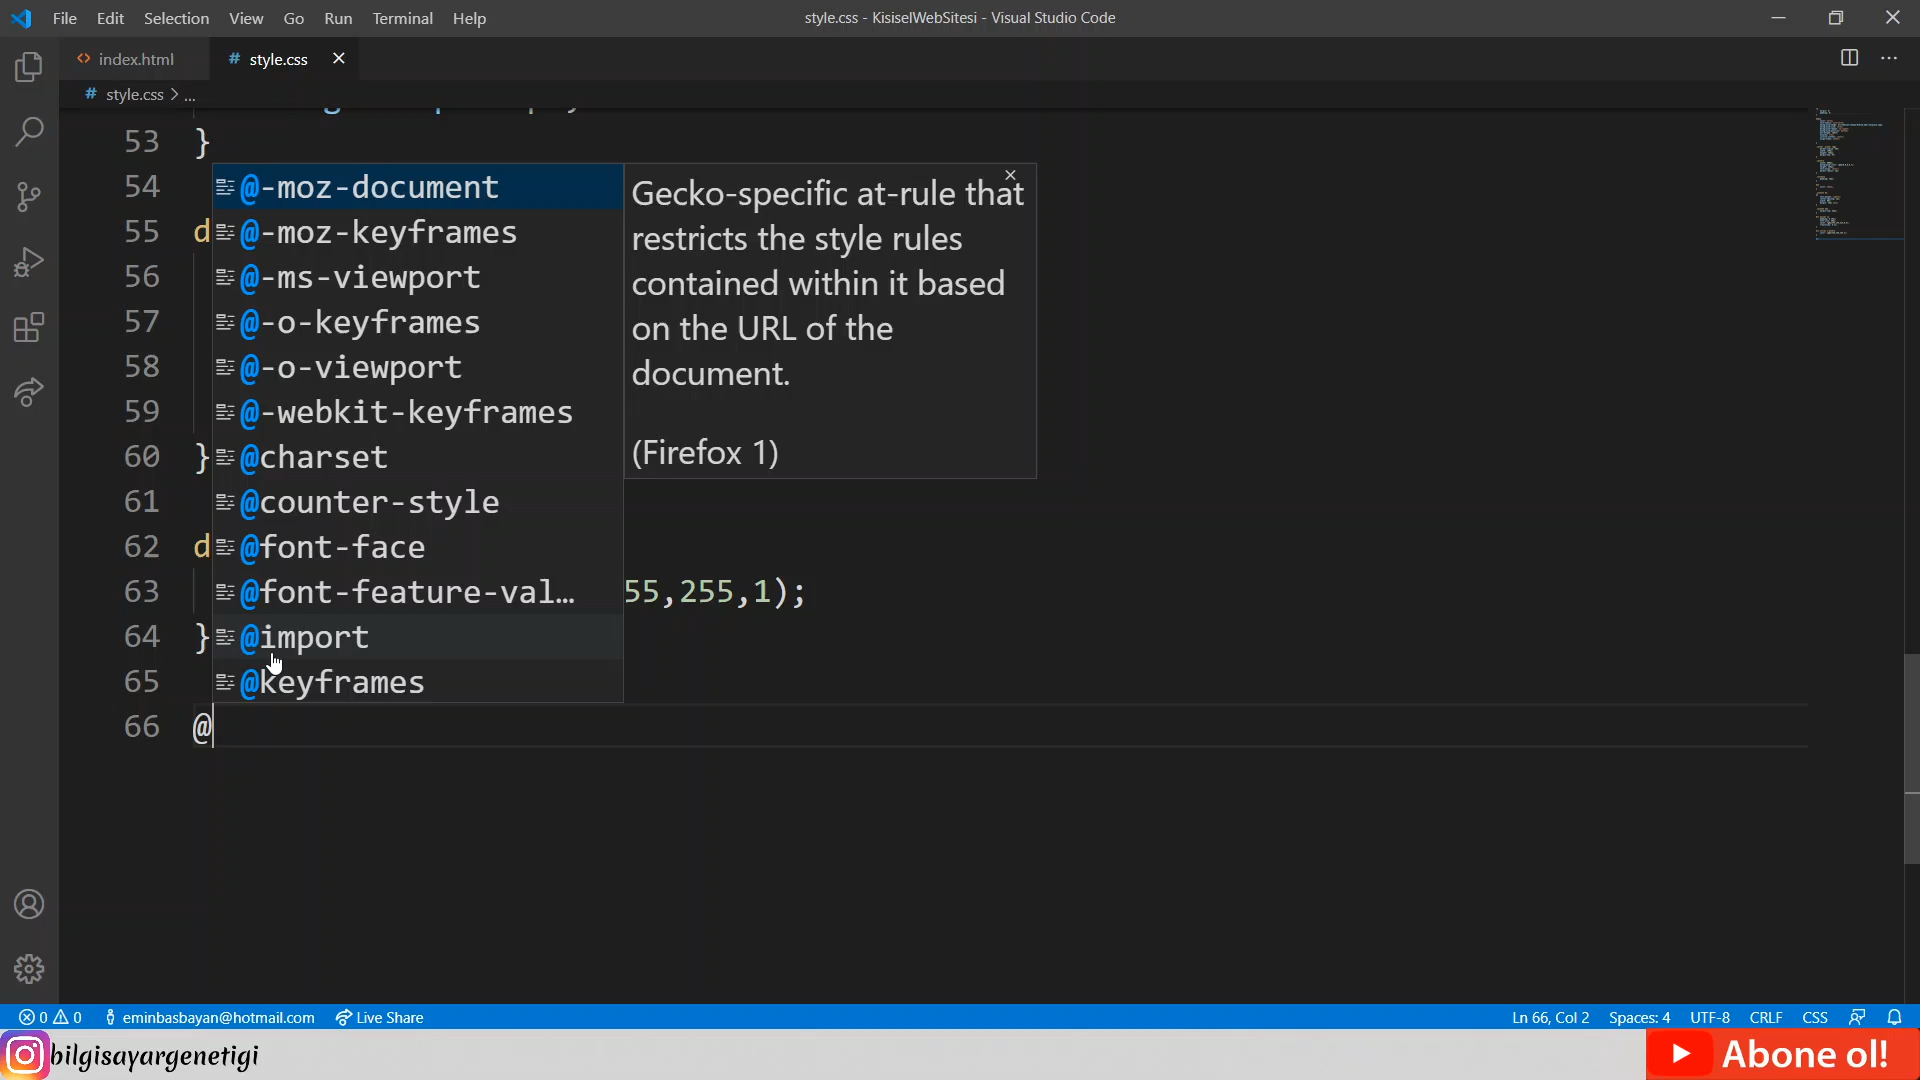 File Edit Selection View Go Run Terminal Help
style.css - KisiselWebSitesi - Visual Studio Code
<> index.html
# style.css
# style.css > ...
53 }
54
55 d
56
57
58
59
60 }
61
62 d
63 55,255,1);
64 }
65
66 @
@-moz-document
@-moz-keyframes
@-ms-viewport
@-o-keyframes
@-o-viewport
@-webkit-keyframes
@charset
@counter-style
@font-face
@font-feature-val...
@import
@keyframes
Gecko-specific at-rule that
restricts the style rules
contained within it based
on the URL of the
document.
(Firefox 1)
0 0 eminbasbayan@hotmail.com Live Share
Ln 66, Col 2 Spaces: 4 UTF-8 CRLF CSS
bilgisayargenetigi
Abone ol!